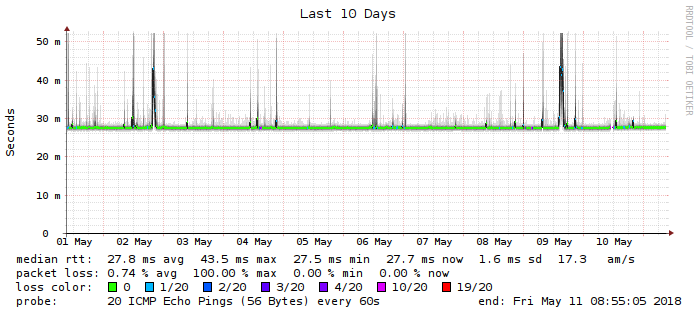 Last 10 Days
RRDTOOL / TOBI OETIKER
Seconds
50 m
40 m
30 m
20 m
10 m
0
01 May 02 May 03 May 04 May 05 May 06 May 07 May 08 May 09 May 10 May
median rtt: 27.8 ms avg 43.5 ms max 27.5 ms min 27.7 ms now 1.6 ms sd 17.3 am/s
packet loss: 0.74 % avg 100.00 % max 0.00 % min 0.00 % now
loss color: 0 1/20 2/20 3/20 4/20 10/20 19/20
probe: 20 ICMP Echo Pings (56 Bytes) every 60s end: Fri May 11 08:55:05 2018